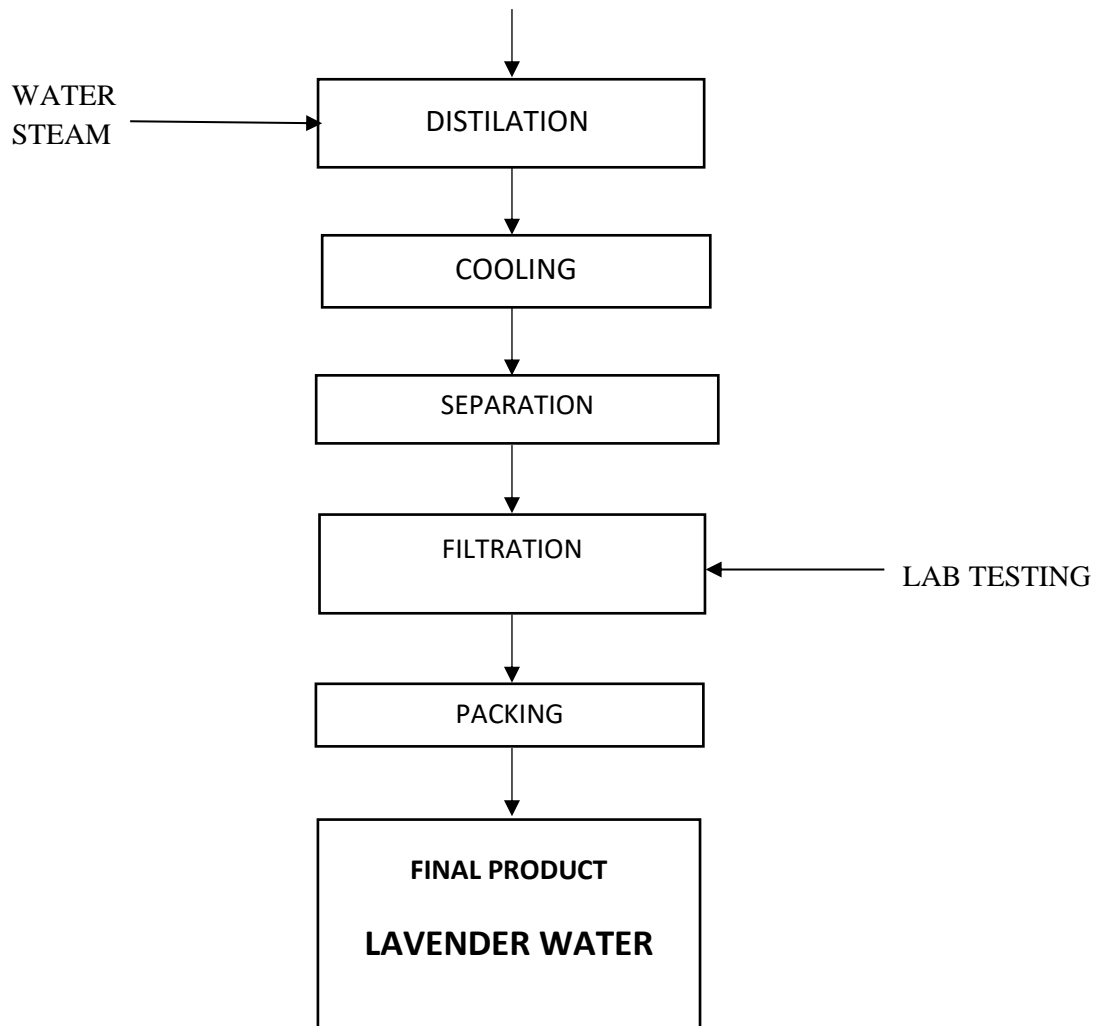 WATER
STEAM
DISTILATION
COOLING
SEPARATION
FILTRATION
LAB TESTING
PACKING
FINAL PRODUCT
LAVENDER WATER